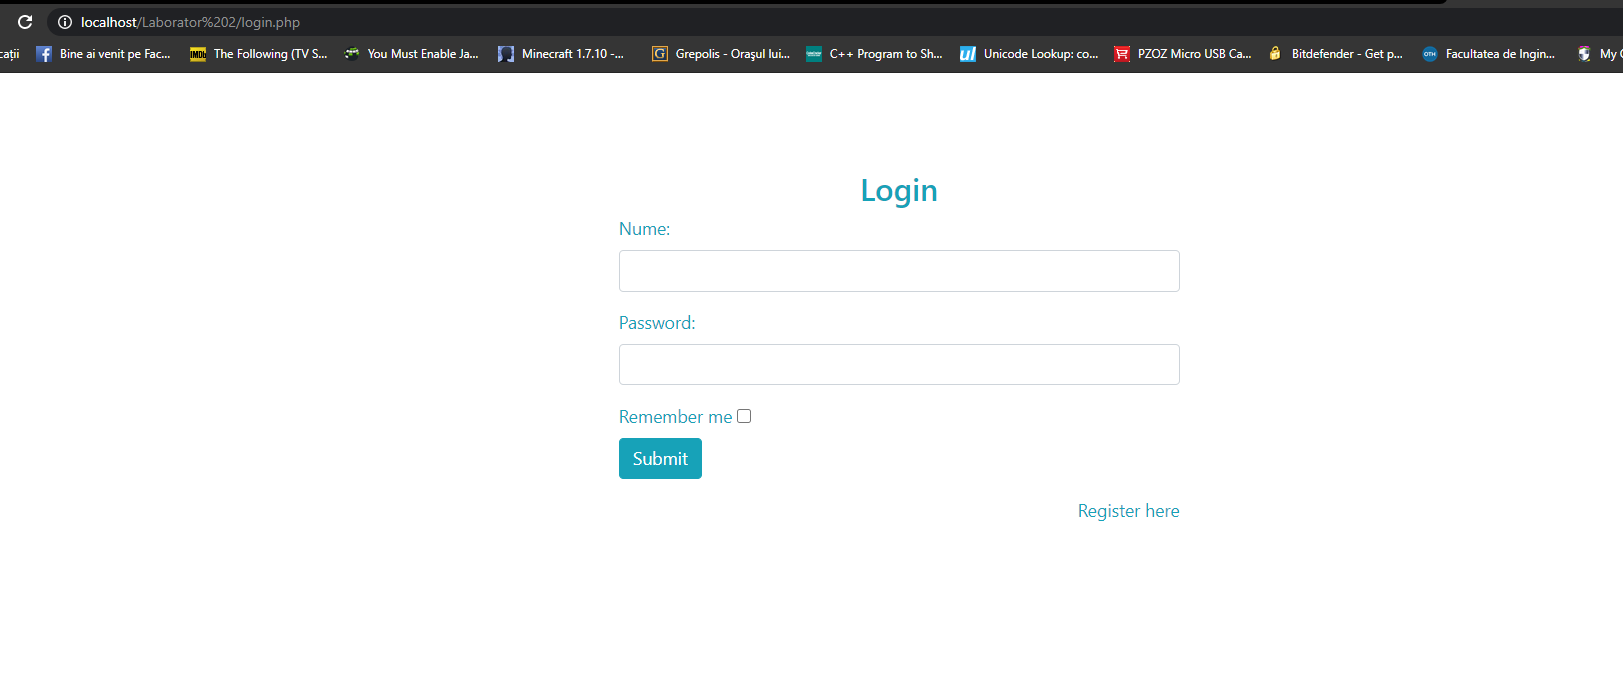 localhost/Laborator%202/login.php
cații Bine ai venit pe Fac... IMDb The Following (TV S... You Must Enable Ja... Minecraft 1.7.10 -... G Grepolis - Orașul lui... C++ Program to Sh... Unicode Lookup: co... PZOZ Micro USB Ca... Bitdefender - Get p... OTH Facultatea de Ingin... My
Login
Nume:
Password:
Remember me
Submit
Register here